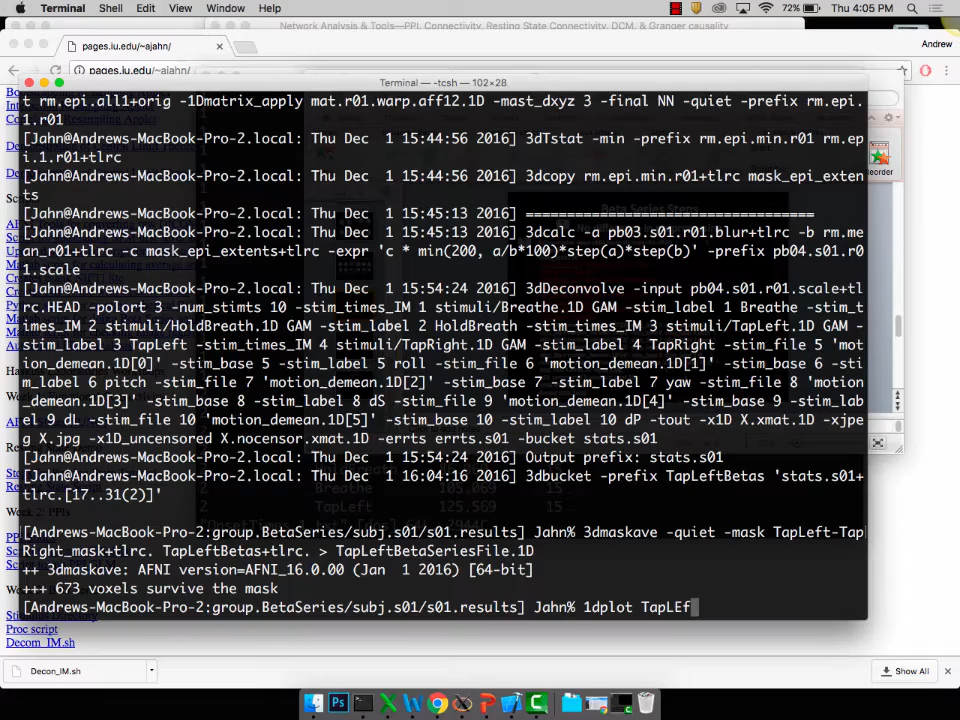 Terminal Shell Edit View Window Help 72% Thu 4:05 PM
Network Analysis & Tools—PPI, Connectivity, Resting State Connectivity, DCM, & Granger causality
pages.iu.edu/~ajahn/ Andrew
pages.iu.edu/~ajahn/
Terminal — -tcsh — 102×28
t rm.epi.all1+orig -1Dmatrix_apply mat.r01.warp.aff12.1D -mast_dxyz 3 -final NN -quiet -prefix rm.epi.
1.r01
[Jahn@Andrews-MacBook-Pro-2.local: Thu Dec  1 15:44:56 2016] 3dTstat -min -prefix rm.epi.min.r01 rm.ep
i.1.r01+tlrc
[Jahn@Andrews-MacBook-Pro-2.local: Thu Dec  1 15:44:56 2016] 3dcopy rm.epi.min.r01+tlrc mask_epi_exten
ts
[Jahn@Andrews-MacBook-Pro-2.local: Thu Dec  1 15:45:13 2016] ===================================
[Jahn@Andrews-MacBook-Pro-2.local: Thu Dec  1 15:45:13 2016] 3dcalc -a pb03.s01.r01.blur+tlrc -b rm.me
an_r01+tlrc -c mask_epi_extents+tlrc -expr 'c * min(200, a/b*100)*step(a)*step(b)' -prefix pb04.s01.r0
1.scale
[Jahn@Andrews-MacBook-Pro-2.local: Thu Dec  1 15:54:24 2016] 3dDeconvolve -input pb04.s01.r01.scale+tl
rc.HEAD -polort 3 -num_stimts 10 -stim_times_IM 1 stimuli/Breathe.1D GAM -stim_label 1 Breathe -stim_t
imes_IM 2 stimuli/HoldBreath.1D GAM -stim_label 2 HoldBreath -stim_times_IM 3 stimuli/TapLeft.1D GAM -
stim_label 3 TapLeft -stim_times_IM 4 stimuli/TapRight.1D GAM -stim_label 4 TapRight -stim_file 5 'mot
ion_demean.1D[0]' -stim_base 5 -stim_label 5 roll -stim_file 6 'motion_demean.1D[1]' -stim_base 6 -sti
m_label 6 pitch -stim_file 7 'motion_demean.1D[2]' -stim_base 7 -stim_label 7 yaw -stim_file 8 'motion
_demean.1D[3]' -stim_base 8 -stim_label 8 dS -stim_file 9 'motion_demean.1D[4]' -stim_base 9 -stim_lab
el 9 dL -stim_file 10 'motion_demean.1D[5]' -stim_base 10 -stim_label 10 dP -tout -x1D X.xmat.1D -xjpe
g X.jpg -x1D_uncensored X.nocensor.xmat.1D -errts errts.s01 -bucket stats.s01
[Jahn@Andrews-MacBook-Pro-2.local: Thu Dec  1 15:54:24 2016] Output prefix: stats.s01
[Jahn@Andrews-MacBook-Pro-2.local: Thu Dec  1 16:04:16 2016] 3dbucket -prefix TapLeftBetas 'stats.s01+
tlrc.[17..31(2)]'
[Andrews-MacBook-Pro-2:group.BetaSeries/subj.s01/s01.results] Jahn% 3dmaskave -quiet -mask TapLeft-Tap
Right_mask+tlrc. TapLeftBetas+tlrc. > TapLeftBetaSeriesFile.1D
++ 3dmaskave: AFNI version=AFNI_16.0.00 (Jan  1 2016) [64-bit]
+++ 673 voxels survive the mask
[Andrews-MacBook-Pro-2:group.BetaSeries/subj.s01/s01.results] Jahn% 1dplot TapLEf
Beta Series Steps
Breathe 105.069 15
2 TapLeft 125.569 15
Week 2: PPIs
Proc script
Decon_IM.sh
Decon_IM.sh Show All